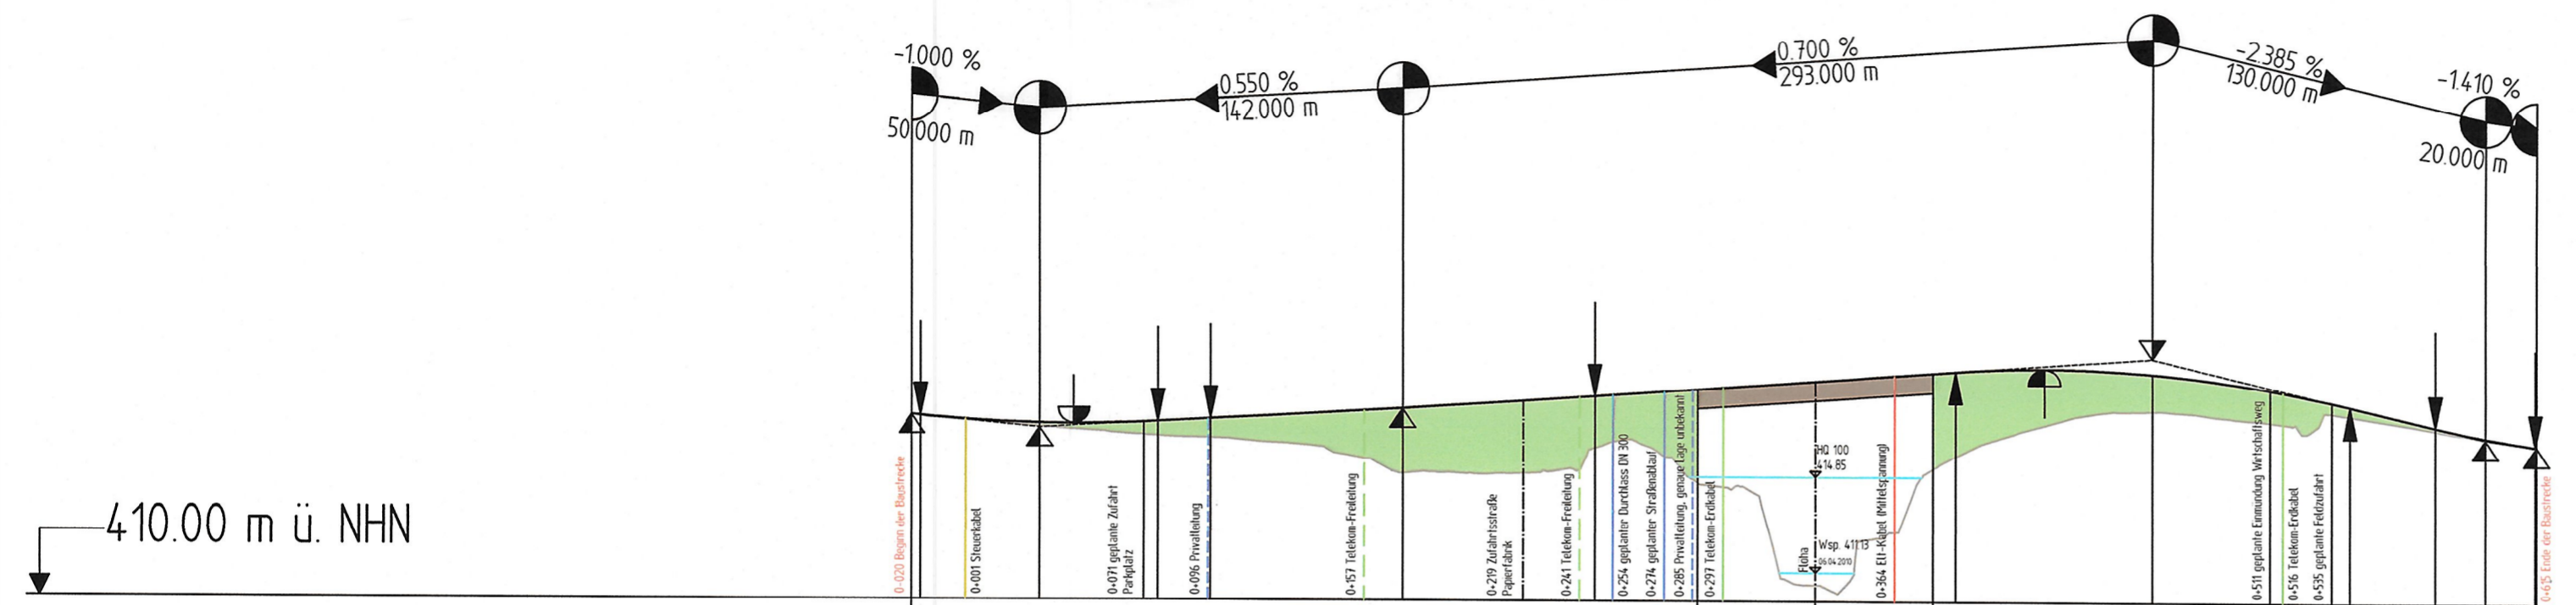 -1.000 %
50.000 m
0.550 %
142.000 m
0.700 %
293.000 m
-2.385 %
130.000 m
-1.410 %
20.000 m
410.00 m ü. NHN
0-020 Beginn der Baustrecke
0+001 Steuerkabel
0+071 geplante Zufahrt
Parkplatz
0+096 Privatleitung
0+157 Telekom-Freileitung
0+219 Zufahrtsstraße
Papierfabrik
0+241 Telekom-Freileitung
0+254 geplanter Durchlass DN 300
0+274 geplanter Straßenablauf
0+285 Privatleitung, genaue Lage unbekannt
0+297 Telekom-Erdkabel
HQ 100
414.85
Flöha
Wsp. 411.13
06.04.2010
0+364 Elt-Kabel (Mittelspannung)
0+511 geplante Einmündung Wirtschaftsweg
0+516 Telekom-Erdkabel
0+535 geplante Feldzufahrt
0+615 Ende der Baustrecke